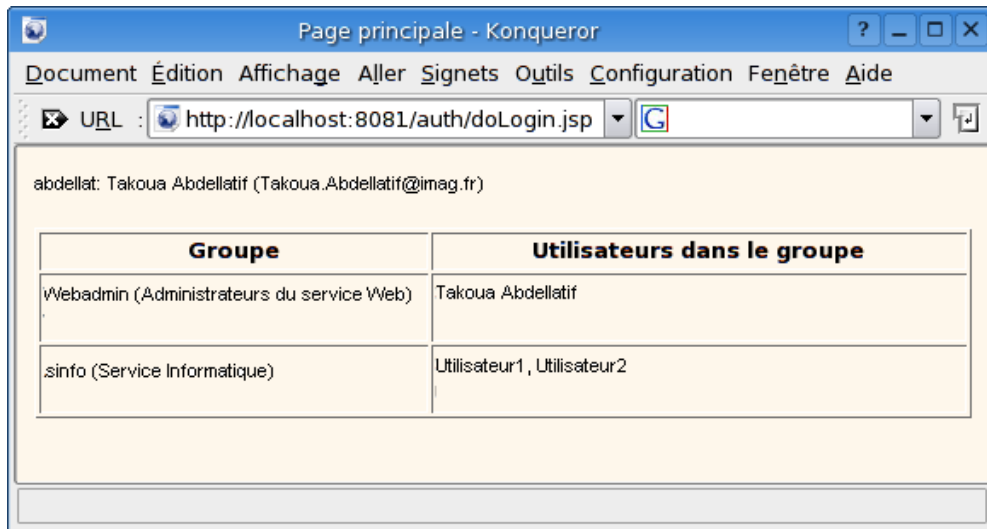 Page principale - Konqueror
?
Document Édition Affichage Aller Signets Outils Configuration Fenêtre Aide
URL : http://localhost:8081/auth/doLogin.jsp G
abdellat: Takoua Abdellatif (Takoua.Abdellatif@imag.fr)
Groupe Utilisateurs dans le groupe
Webadmin (Administrateurs du service Web) Takoua Abdellatif
sinfo (Service Informatique) Utilisateur1, Utilisateur2